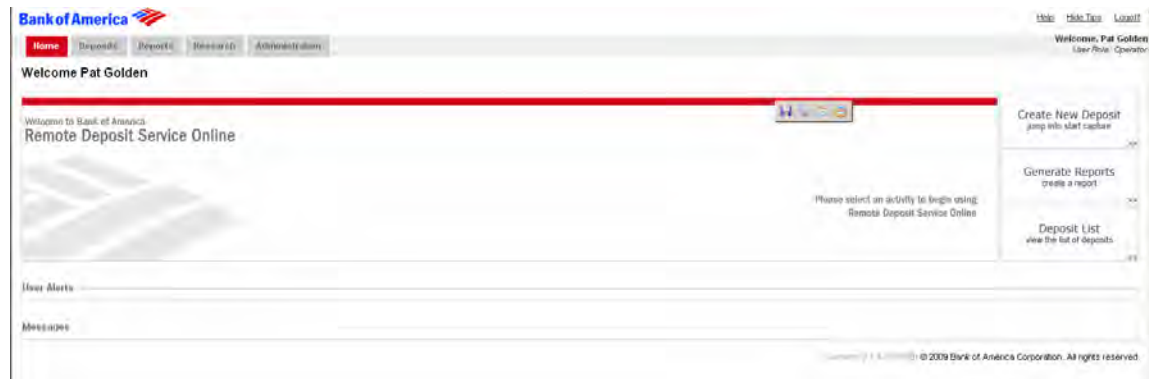 Bank of America
Help Hide Tips Logoff
Home Deposits Reports Research Administration
Welcome, Pat Golden
User Role: Operator
Welcome Pat Golden
Welcome to Bank of America
Remote Deposit Service Online
Create New Deposit
jump into start capture
>>
Generate Reports
create a report
>>
Please select an activity to begin using
Remote Deposit Service Online
Deposit List
view the list of deposits
>>
User Alerts
Messages
© 2009 Bank of America Corporation. All rights reserved.